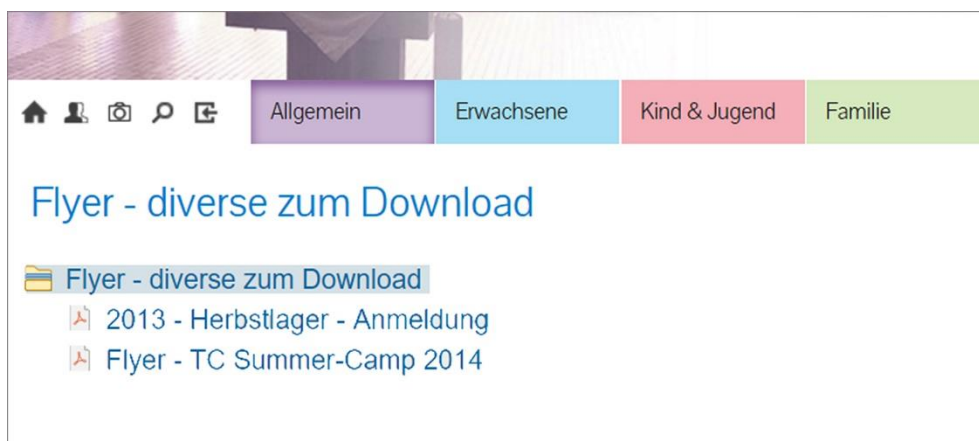 Allgemein Erwachsene Kind & Jugend Familie
Flyer - diverse zum Download
Flyer - diverse zum Download
2013 - Herbstlager - Anmeldung
Flyer - TC Summer-Camp 2014